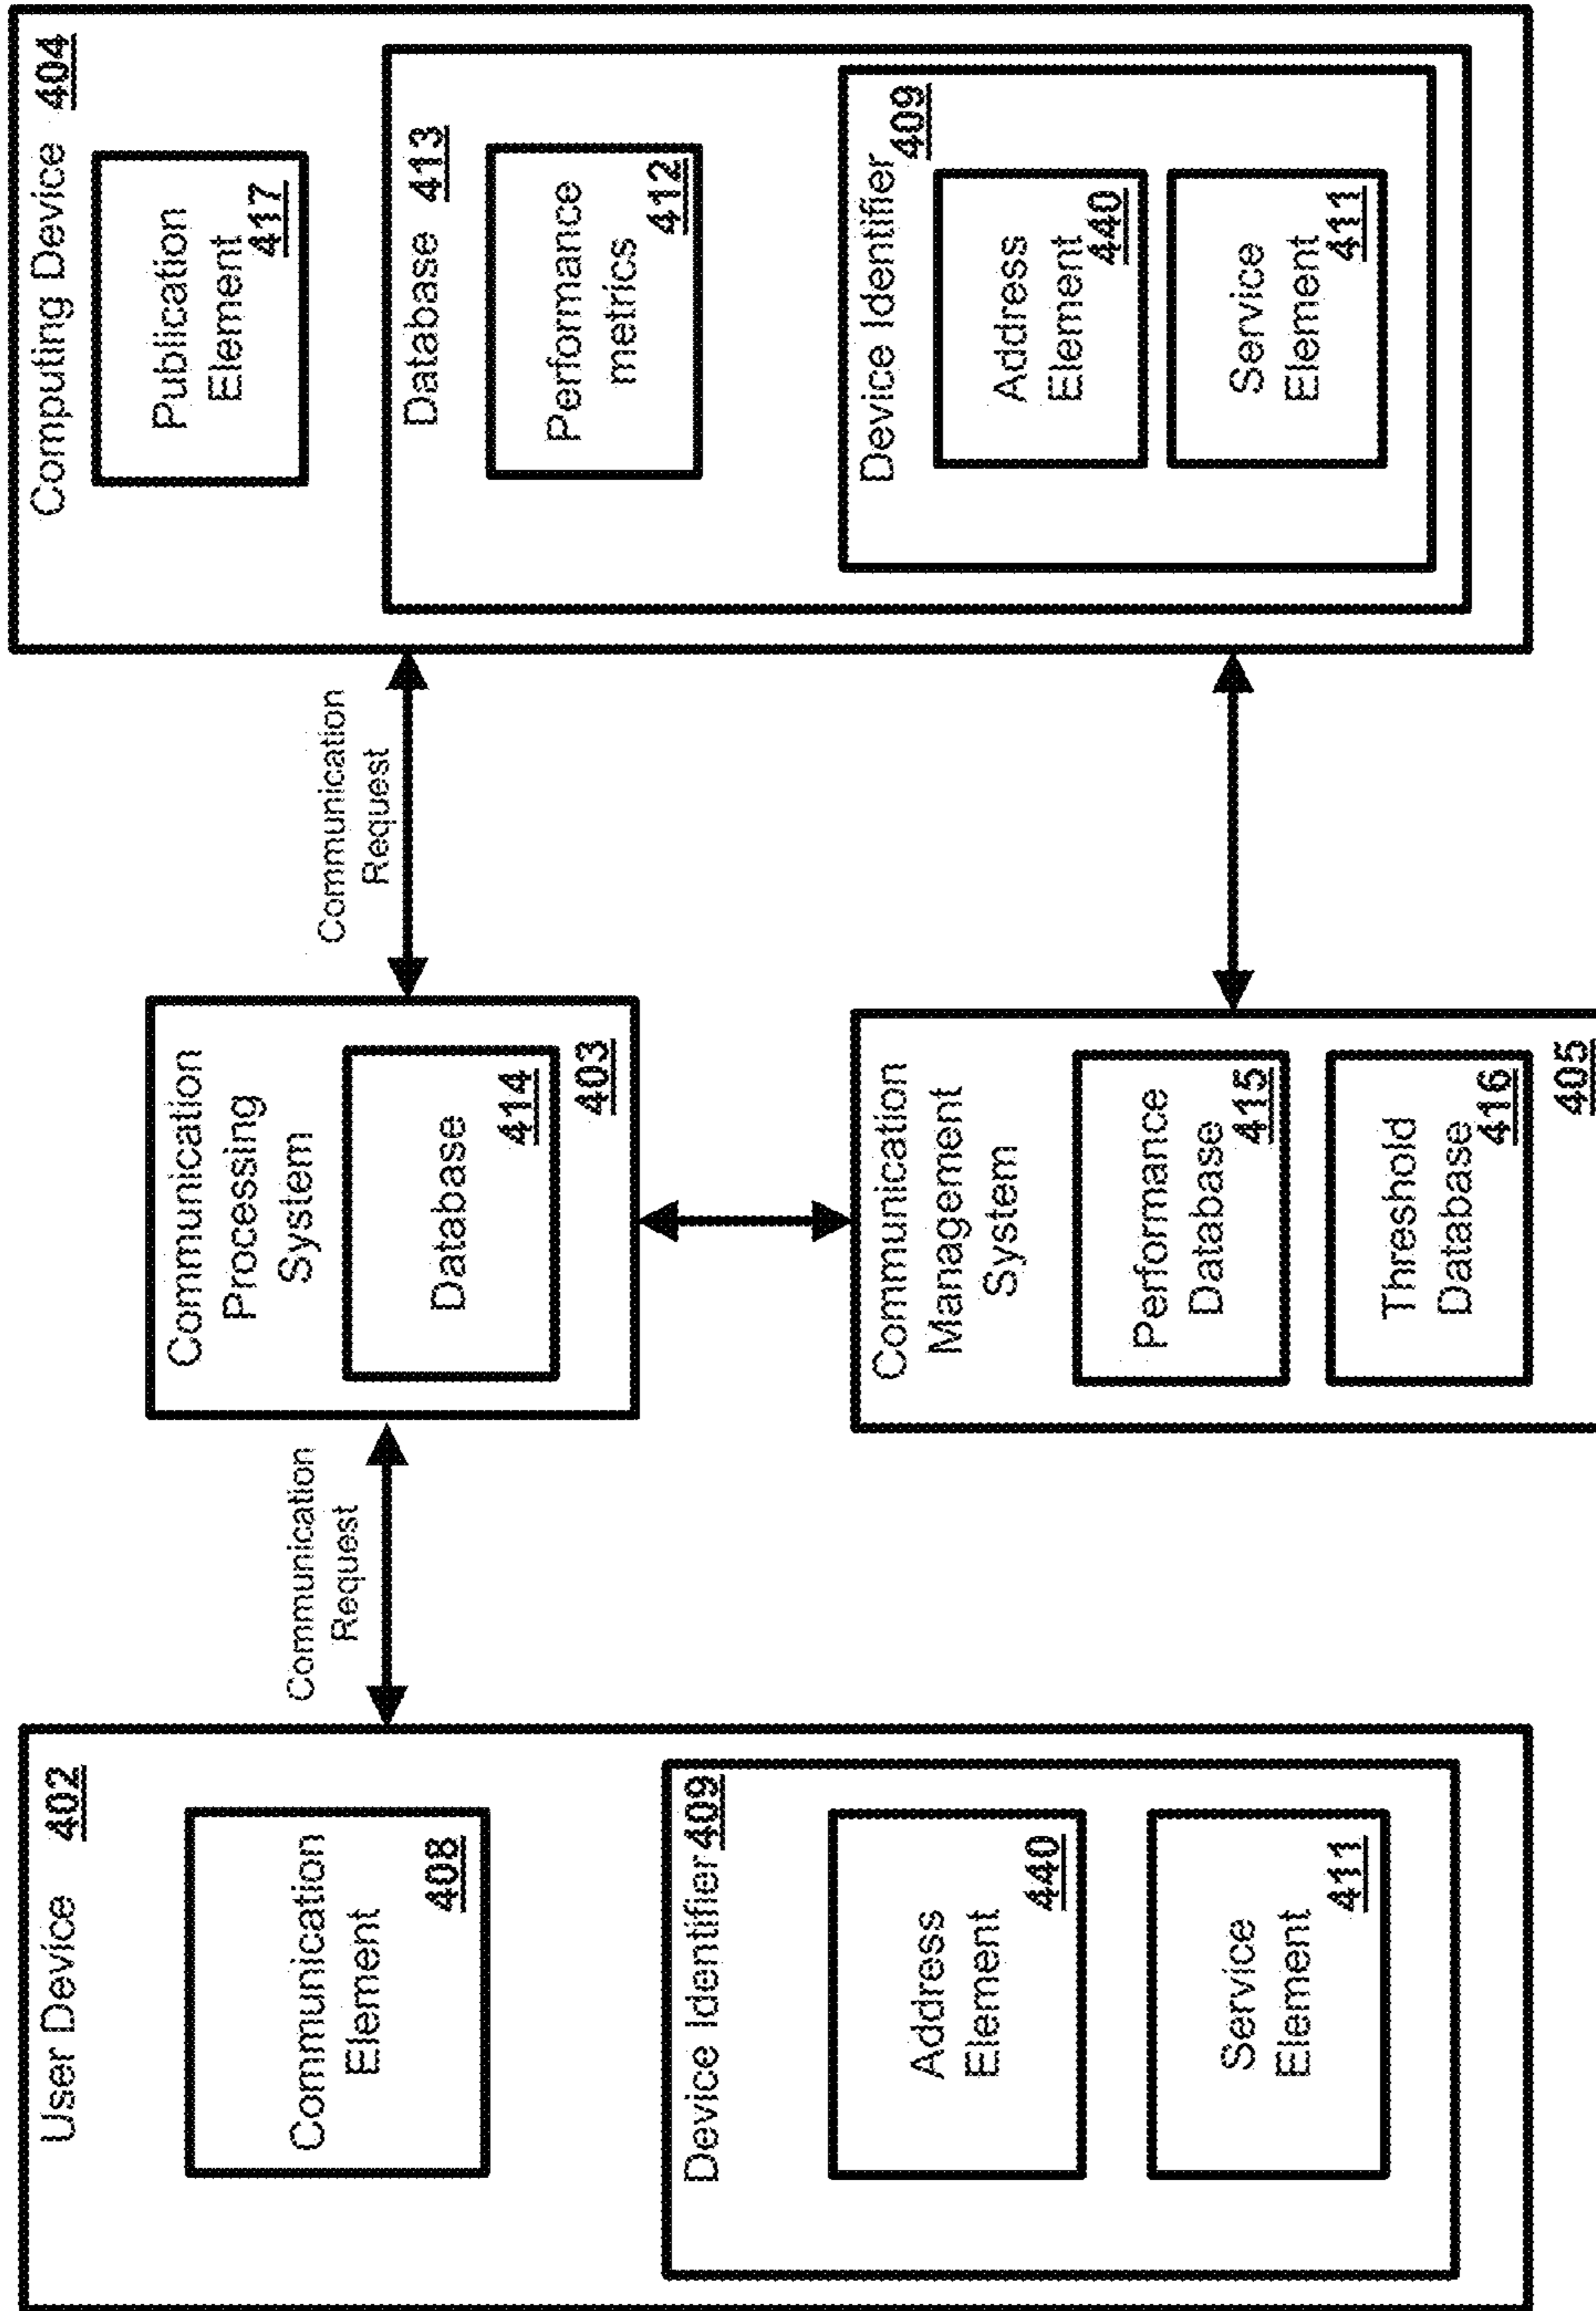 User Device 402
Communication
Element
408
Device Identifier 409
Address
Element
440
Service
Element
411
Communication
Request
Communication
Processing
System
Database
414
403
Communication
Management
System
Performance
Database
415
Threshold
Database
416
405
Communication
Request
Computing Device 404
Publication
Element
417
Database 413
Performance
metrics
412
Device Identifier
409
Address
Element
440
Service
Element
411